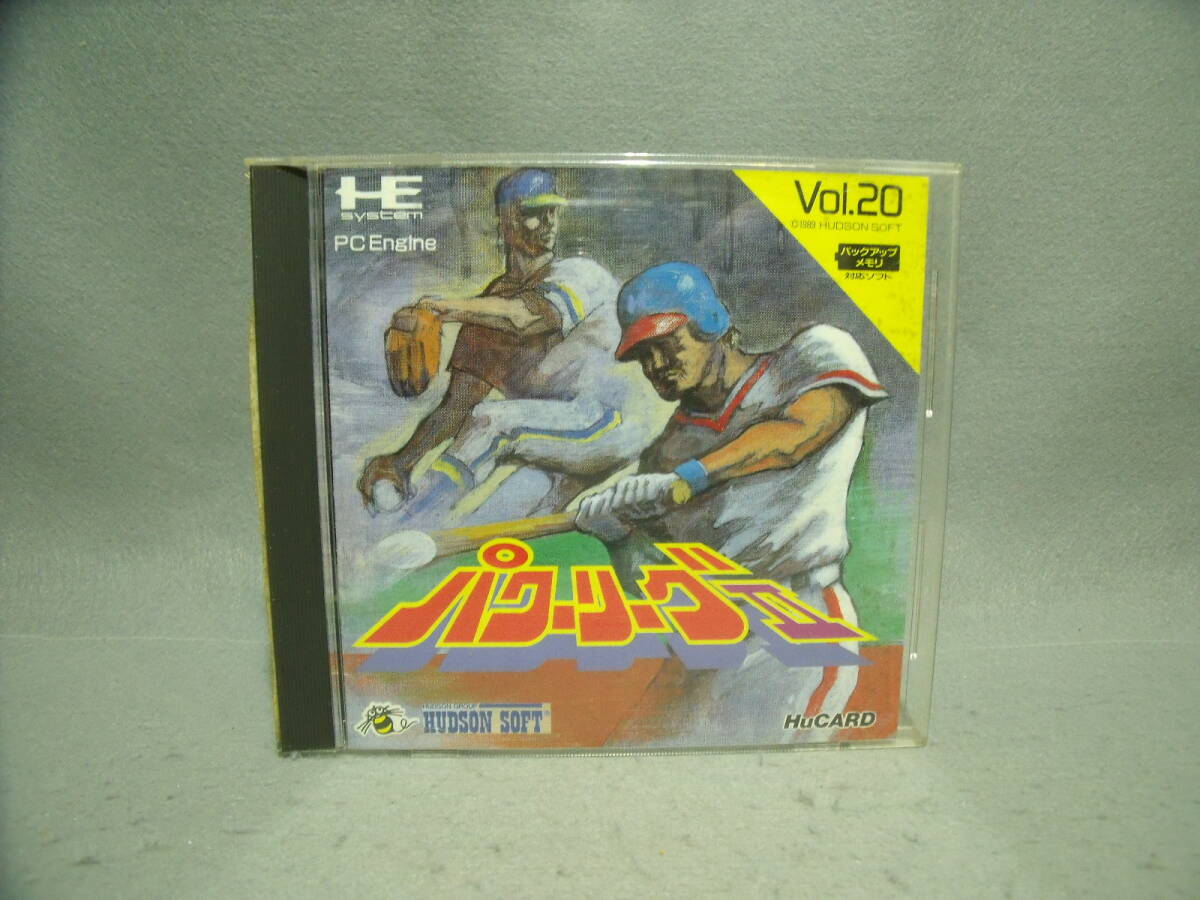 HE
system
PC Engine
Vol.20
©1989 HUDSON SOFT
バックアップ
メモリ
対応ソフト
パワーリーグII
HUDSON GROUP
HUDSON SOFT®
HuCARD